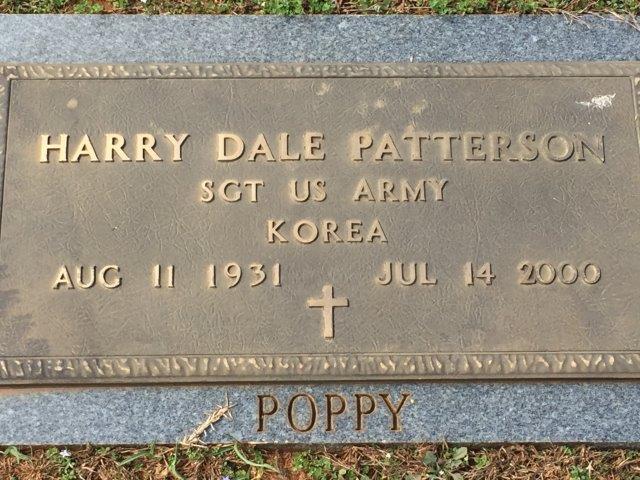 HARRY DALE PATTERSON
SGT US ARMY
KOREA
AUG 11 1931 JUL 14 2000
POPPY